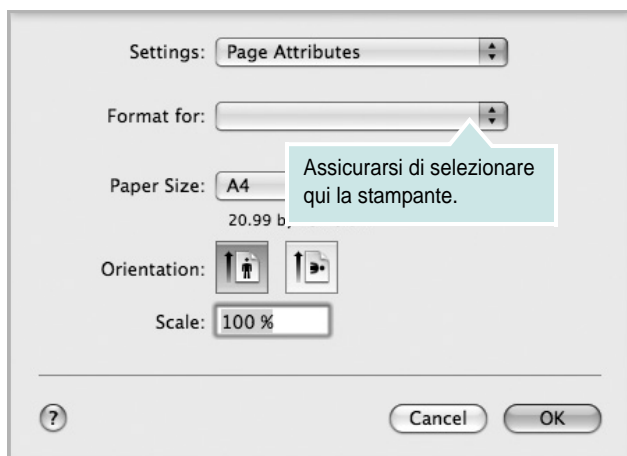 Settings: Page Attributes
Format for:
Assicurarsi di selezionare
qui la stampante.
Paper Size: A4
20.99 b
Orientation:
Scale: 100 %
? Cancel OK